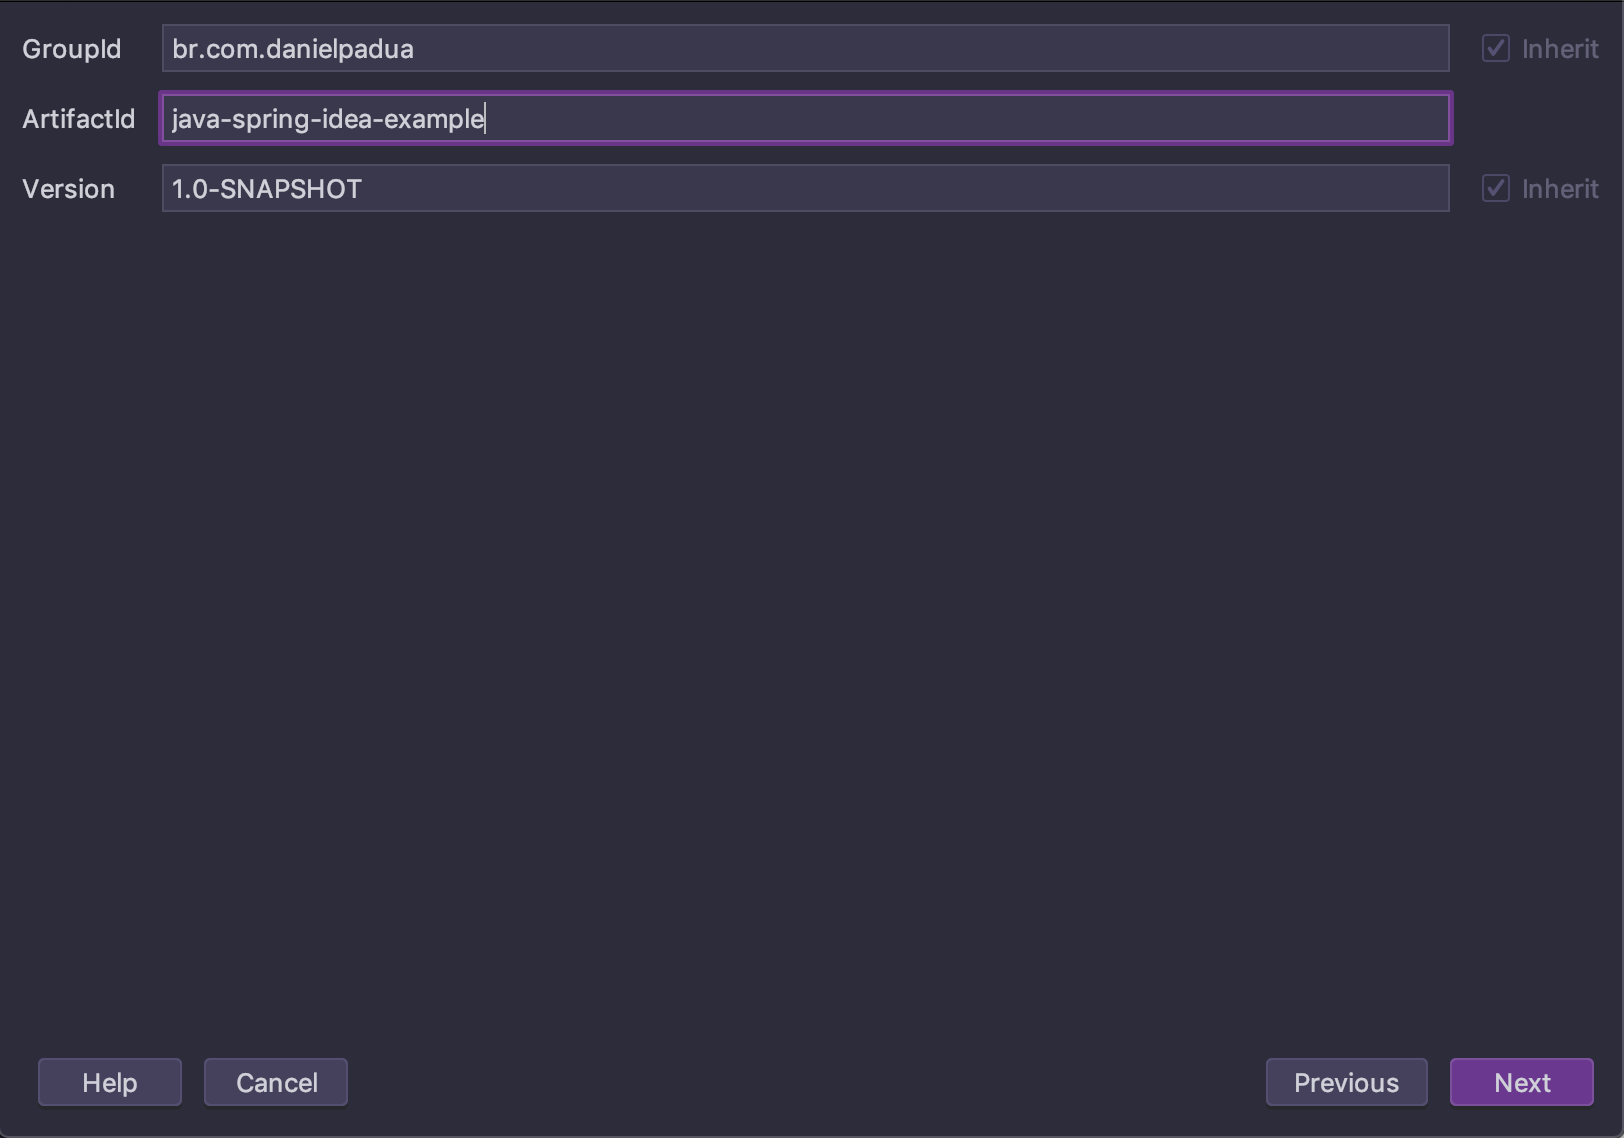 GroupId br.com.danielpadua Inherit
ArtifactId java-spring-idea-example
Version 1.0-SNAPSHOT Inherit
Help Cancel Previous Next